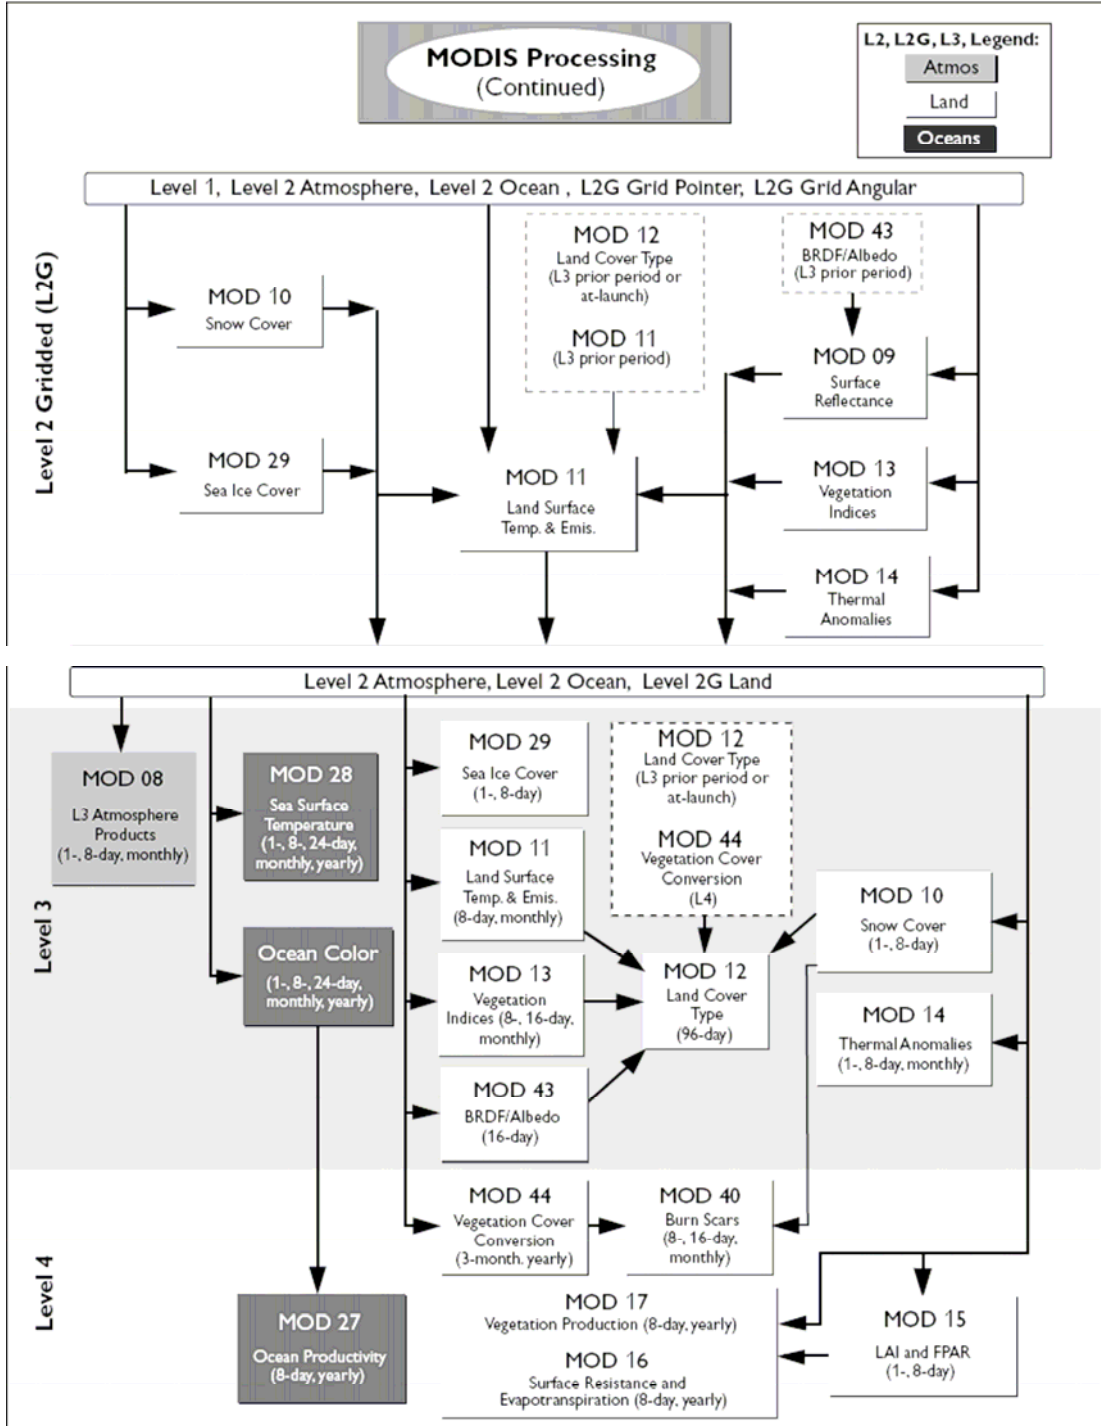 MODIS Processing
(Continued)
L2, L2G, L3, Legend:
Atmos
Land
Oceans
Level 1, Level 2 Atmosphere, Level 2 Ocean , L2G Grid Pointer, L2G Grid Angular
Level 2 Gridded (L2G)
MOD 10
Snow Cover
MOD 29
Sea Ice Cover
MOD 12
Land Cover Type
(L3 prior period or
at-launch)
MOD 11
(L3 prior period)
MOD 11
Land Surface
Temp. & Emis.
MOD 43
BRDF/Albedo
(L3 prior period)
MOD 09
Surface
Reflectance
MOD 13
Vegetation
Indices
MOD 14
Thermal
Anomalies
Level 2 Atmosphere, Level 2 Ocean, Level 2G Land
Level 3
MOD 08
L3 Atmosphere
Products
(1-, 8-day, monthly)
MOD 28
Sea Surface
Temperature
(1-, 8-, 24-day,
monthly, yearly)
Ocean Color
(1-, 8-, 24-day,
monthly, yearly)
MOD 29
Sea Ice Cover
(1-, 8-day)
MOD 11
Land Surface
Temp. & Emis.
(8-day, monthly)
MOD 13
Vegetation
Indices (8-, 16-day,
monthly)
MOD 43
BRDF/Albedo
(16-day)
MOD 12
Land Cover Type
(L3 prior period or
at-launch)
MOD 44
Vegetation Cover
Conversion
(L4)
MOD 12
Land Cover
Type
(96-day)
MOD 10
Snow Cover
(1-, 8-day)
MOD 14
Thermal Anomalies
(1-, 8-day, monthly)
Level 4
MOD 44
Vegetation Cover
Conversion
(3-month. yearly)
MOD 40
Burn Scars
(8-, 16-day,
monthly)
MOD 27
Ocean Productivity
(8-day, yearly)
MOD 17
Vegetation Production (8-day, yearly)
MOD 16
Surface Resistance and
Evapotranspiration (8-day, yearly)
MOD 15
LAI and FPAR
(1-, 8-day)